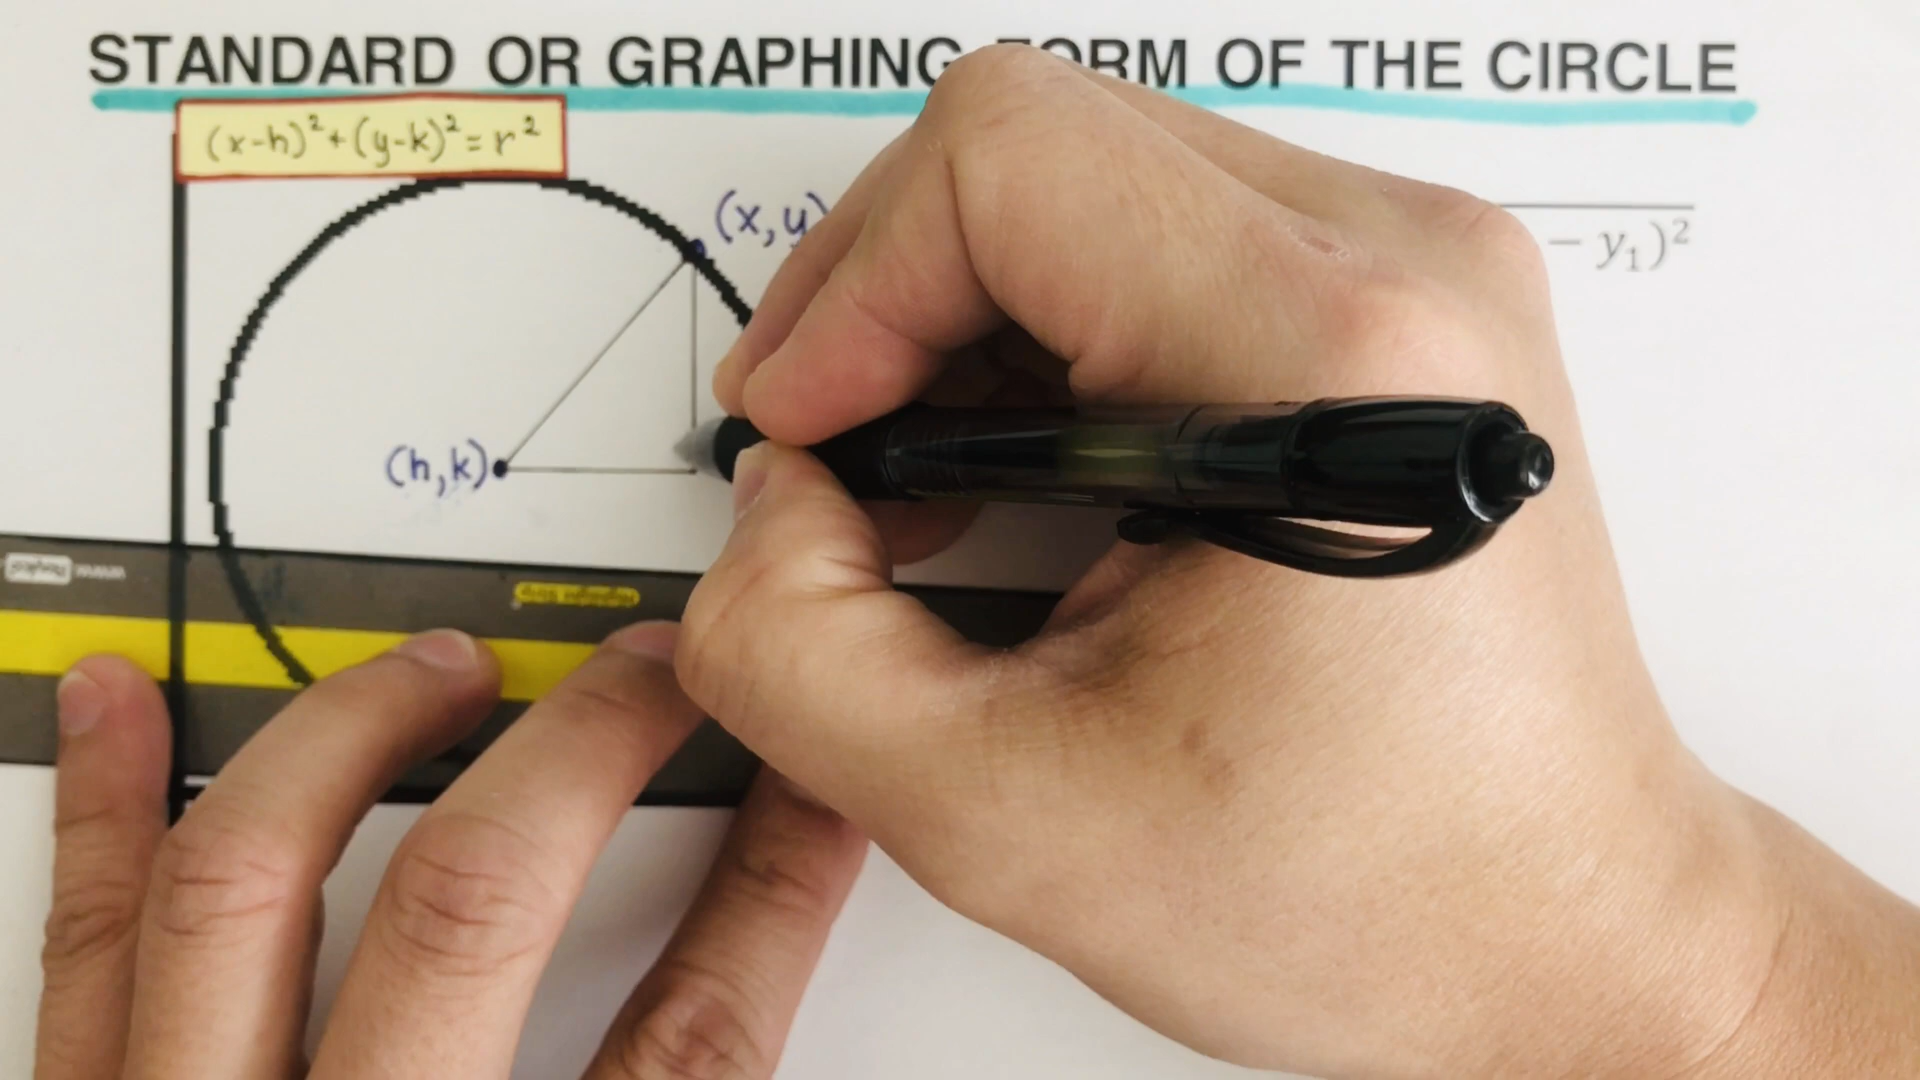 STANDARD OR GRAPHING FORM OF THE CIRCLE
(x-h)² + (y-k)² = r²
(x,y)
− y₁)²
(h,k)